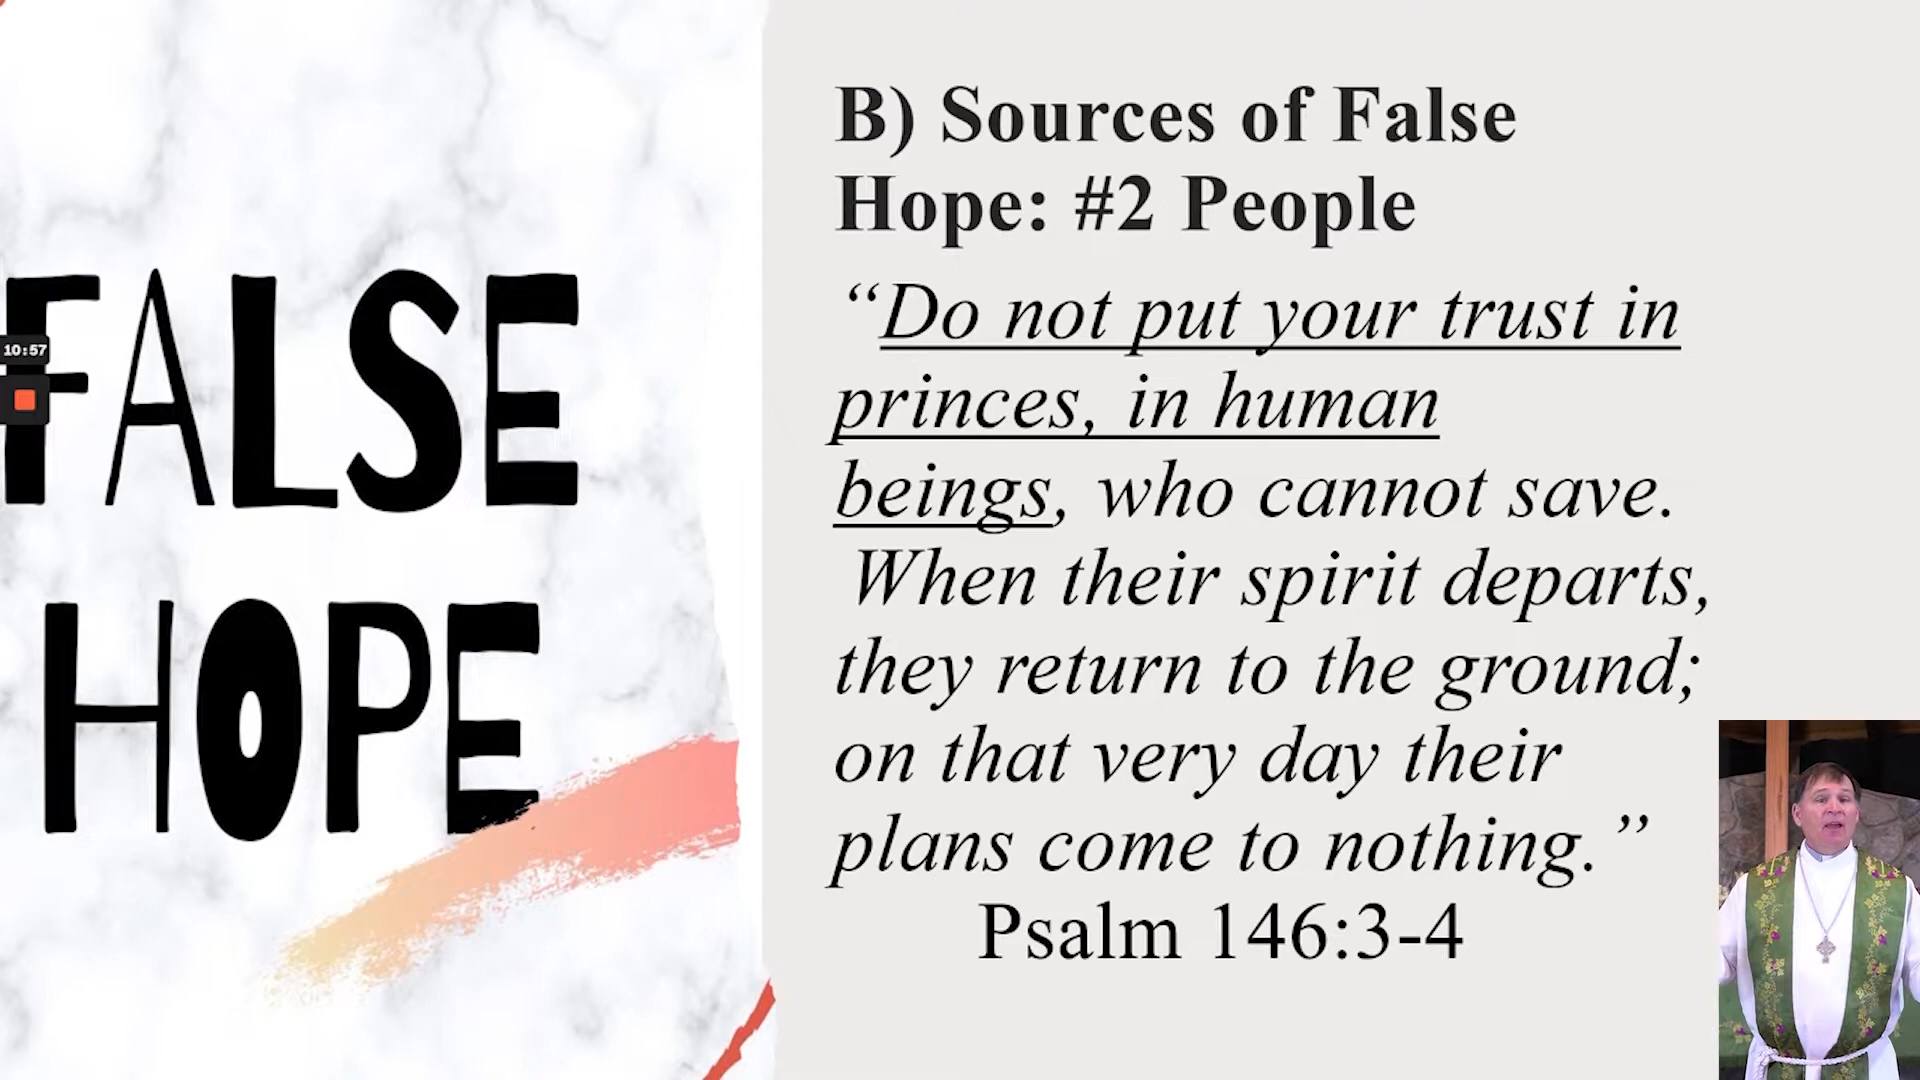 FALSE
HOPE
10:57
B) Sources of False
Hope: #2 People
“Do not put your trust in
princes, in human
beings, who cannot save.
When their spirit departs,
they return to the ground;
on that very day their
plans come to nothing.”
Psalm 146:3-4